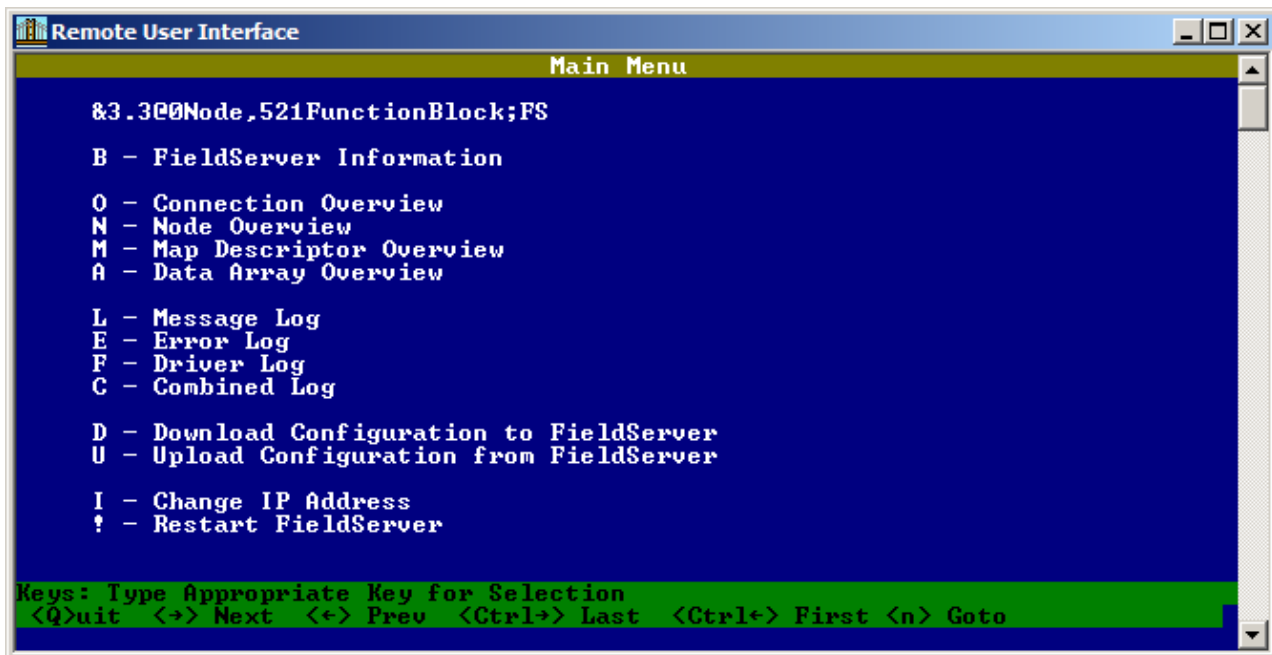 Remote User Interface
Main Menu
&3.3@0Node,521FunctionBlock;FS
B - FieldServer Information
O - Connection Overview
N - Node Overview
M - Map Descriptor Overview
A - Data Array Overview
L - Message Log
E - Error Log
F - Driver Log
C - Combined Log
D - Download Configuration to FieldServer
U - Upload Configuration from FieldServer
I - Change IP Address
! - Restart FieldServer
Keys: Type Appropriate Key for Selection
<Q>uit <→> Next <←> Prev <Ctrl→> Last <Ctrl←> First <n> Goto